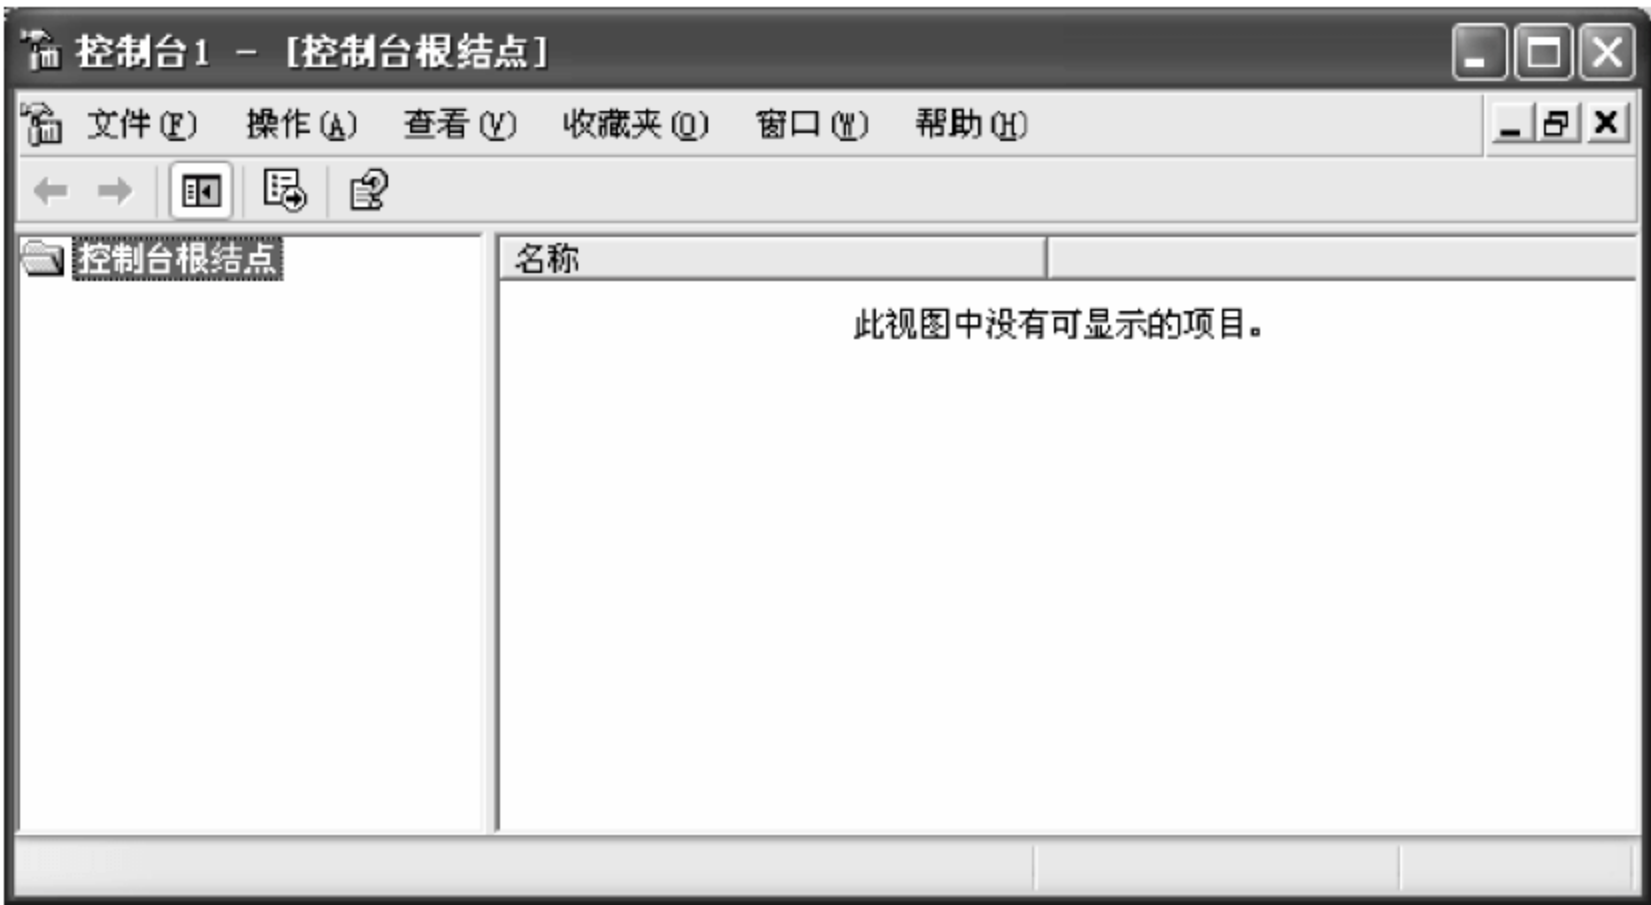 控制台1 - [控制台根结点]
文件(F) 操作(A) 查看(V) 收藏夹(O) 窗口(W) 帮助(H)
控制台根结点
名称
此视图中没有可显示的项目。